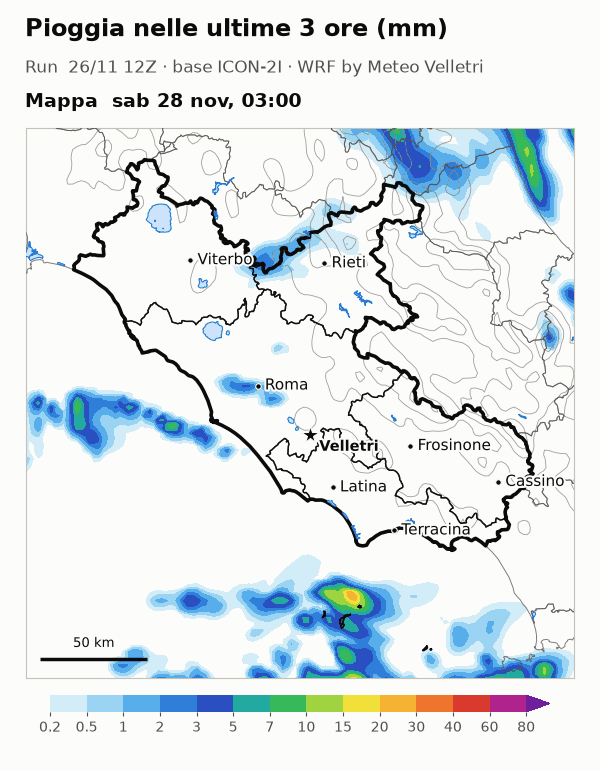 Pioggia nelle ultime 3 ore (mm)
Run  26/11 12Z · base ICON-2I · WRF by Meteo Velletri
Mappa  sab 28 nov, 03:00
Viterbo
Rieti
Roma
Velletri
Frosinone
Cassino
Latina
Terracina
50 km
0.2 0.5 1 2 3 5 7 10 15 20 30 40 60 80